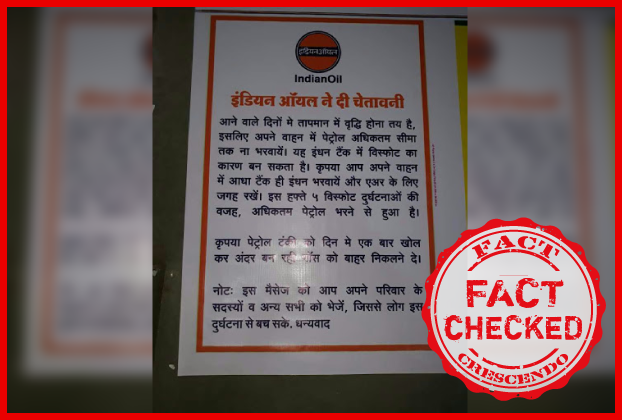 इंडियनऑयल
IndianOil
इंडियन ऑयल ने दी चेतावनी
आने वाले दिनों मे तापमान में वृद्धि होना तय है,
इसलिए अपने वाहन में पेट्रोल अधिकतम सीमा
तक ना भरवायें। यह इंधन टैंक में विस्फोट का
कारण बन सकता है। कृपया आप अपने वाहन
में आधा टैंक ही इंधन भरवायें और एअर के लिए
जगह रखें। इस हफ्ते ५ विस्फोट दुर्घटनाओं की
वजह, अधिकतम पेट्रोल भरने से हुआ है।
कृपया पेट्रोल टंकी को दिन मे एक बार खोल
कर अंदर बन रही गॅस को बाहर निकलने दे।
नोटः इस मैसेज को आप अपने परिवार के
सदस्यों व अन्य सभी को भेजें, जिससे लोग इस
दुर्घटना से बच सके. धन्यवाद
FACT
FACT
CHECKED
CRESCENDO